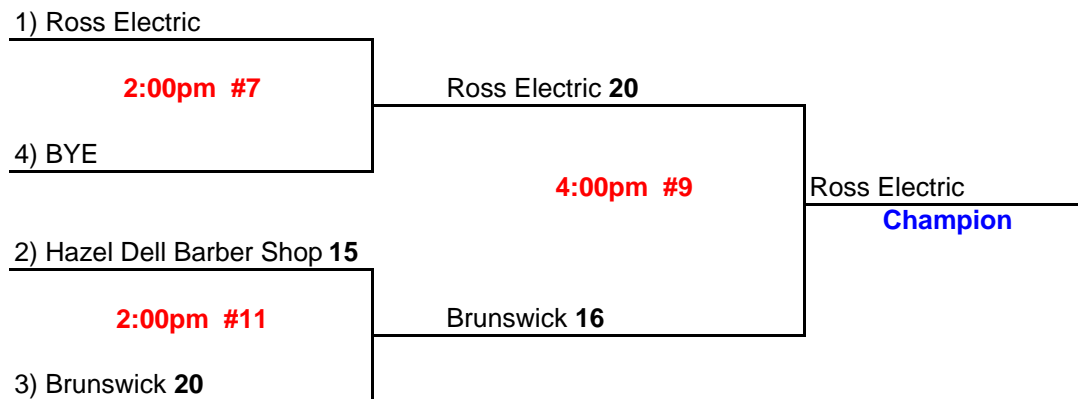 1) Ross Electric
2:00pm #7
Ross Electric 20
4) BYE
4:00pm #9
Ross Electric
Champion
2) Hazel Dell Barber Shop 15
2:00pm #11
Brunswick 16
3) Brunswick 20